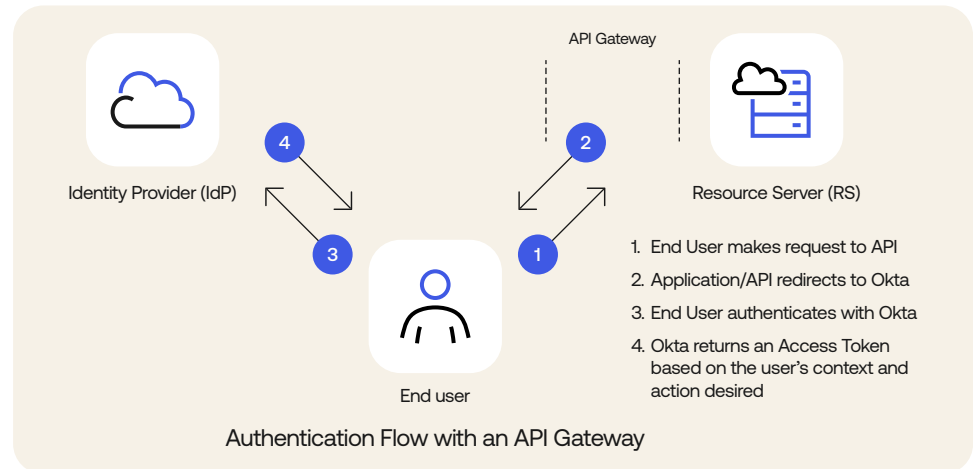 API Gateway
4
2
Identity Provider (IdP)
Resource Server (RS)
3
1
1. End User makes request to API
2. Application/API redirects to Okta
3. End User authenticates with Okta
4. Okta returns an Access Token
based on the user's context and
action desired
End user
Authentication Flow with an API Gateway